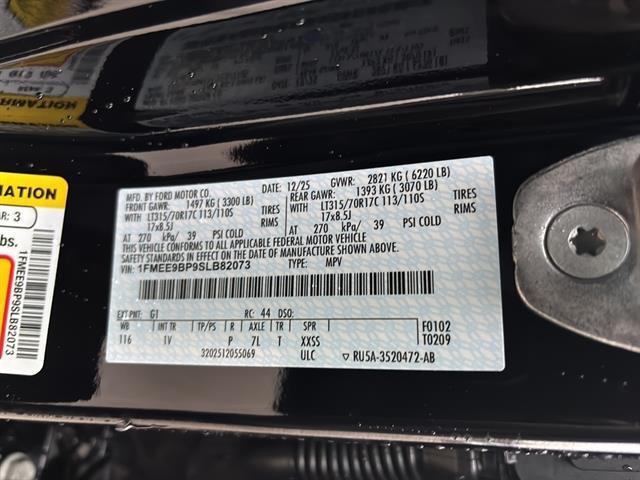 MFD. BY FORD MOTOR CO.
DATE: 12/25 GVWR: 2821 KG ( 6220 LB)
FRONT GAWR: 1497 KG ( 3300 LB)
REAR GAWR: 1393 KG ( 3070 LB)
WITH LT315/70R17C 113/110S TIRES
17x8.5J RIMS
AT 270 kPa/ 39 PSI COLD
WITH LT315/70R17C 113/110S TIRES
17x8.5J RIMS
AT 270 kPa/ 39 PSI COLD
THIS VEHICLE CONFORMS TO ALL APPLICABLE FEDERAL MOTOR VEHICLE
SAFETY STANDARDS IN EFFECT ON THE DATE OF MANUFACTURE SHOWN ABOVE.
VIN: 1FMEE9BP9SLB82073 TYPE: MPV
EXT PNT: G1 RC: 44 DSO:
WB INT TR TP/PS R AXLE TR SPR
116 1V P 7L T XXSS
F0102
T0209
3202512055069 ULC RU5A-3520472-AB
MATION
AR: 3
lbs.
1FMEE9BP9SLB82073